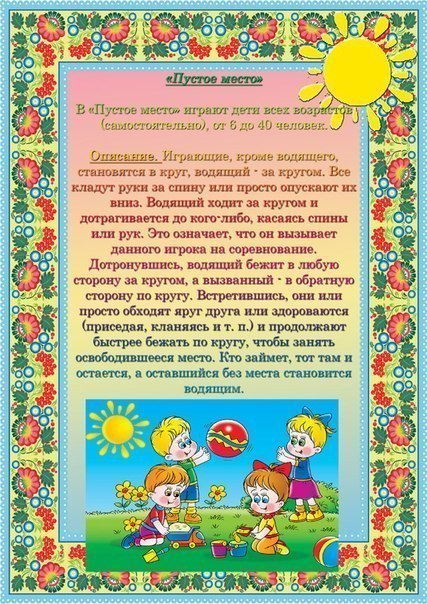 «Пустое место»
В «Пустое место» играют дети всех возрастов
(самостоятельно), от 6 до 40 человек.
Описание. Играющие, кроме водящего,
становятся в круг, водящий - за кругом. Все
кладут руки за спину или просто опускают их
вниз. Водящий ходит за кругом и
дотрагивается до кого-либо, касаясь спины
или рук. Это означает, что он вызывает
данного игрока на соревнование.
Дотронувшись, водящий бежит в любую
сторону за кругом, а вызванный - в обратную
сторону по кругу. Встретившись, они или
просто обходят яруг друга или здороваются
(приседая, кланяясь и т. п.) и продолжают
быстрее бежать по кругу, чтобы занять
освободившееся место. Кто займет, тот там и
остается, а оставшийся без места становится
водящим.